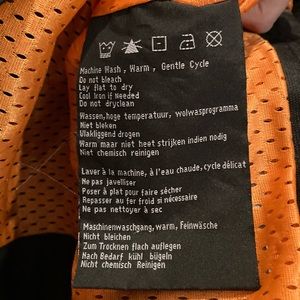 Machine Wash, Warm, Gentle Cycle
Do not bleach
Lay flat to dry
Cool Iron if Needed
Do not dryclean
Wassen, hoge temperatuur, wolwasprogramma
Niet bleken
Vlakliggend drogen
Warm maar niet heet strijken indien nodig
Niet chemisch reinigen
Laver à la machine, à l'eau chaude, cycle délicat
Ne pas javelliser
Poser à plat pour faire sécher
Repasser au fer froid si nécessaire
Ne pas nettoyer à sec
Maschinenwaschgang, warm, Feinwäsche
Nicht bleichen
Zum Trocknen flach auflegen
Nach Bedarf kühl bügeln
Nicht chemisch Reinigen